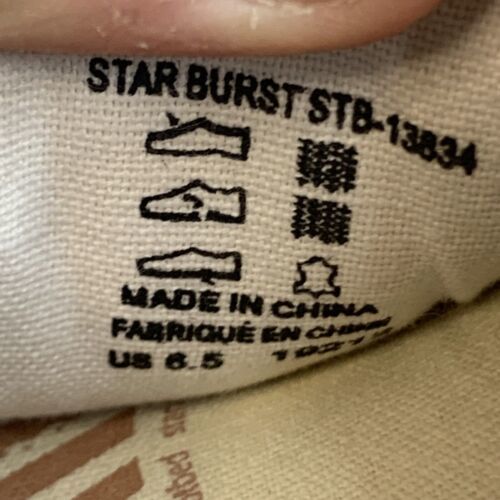 STAR BURST STB-13834
MADE IN CHINA
FABRIQUÉ EN CHINE
US 6.5